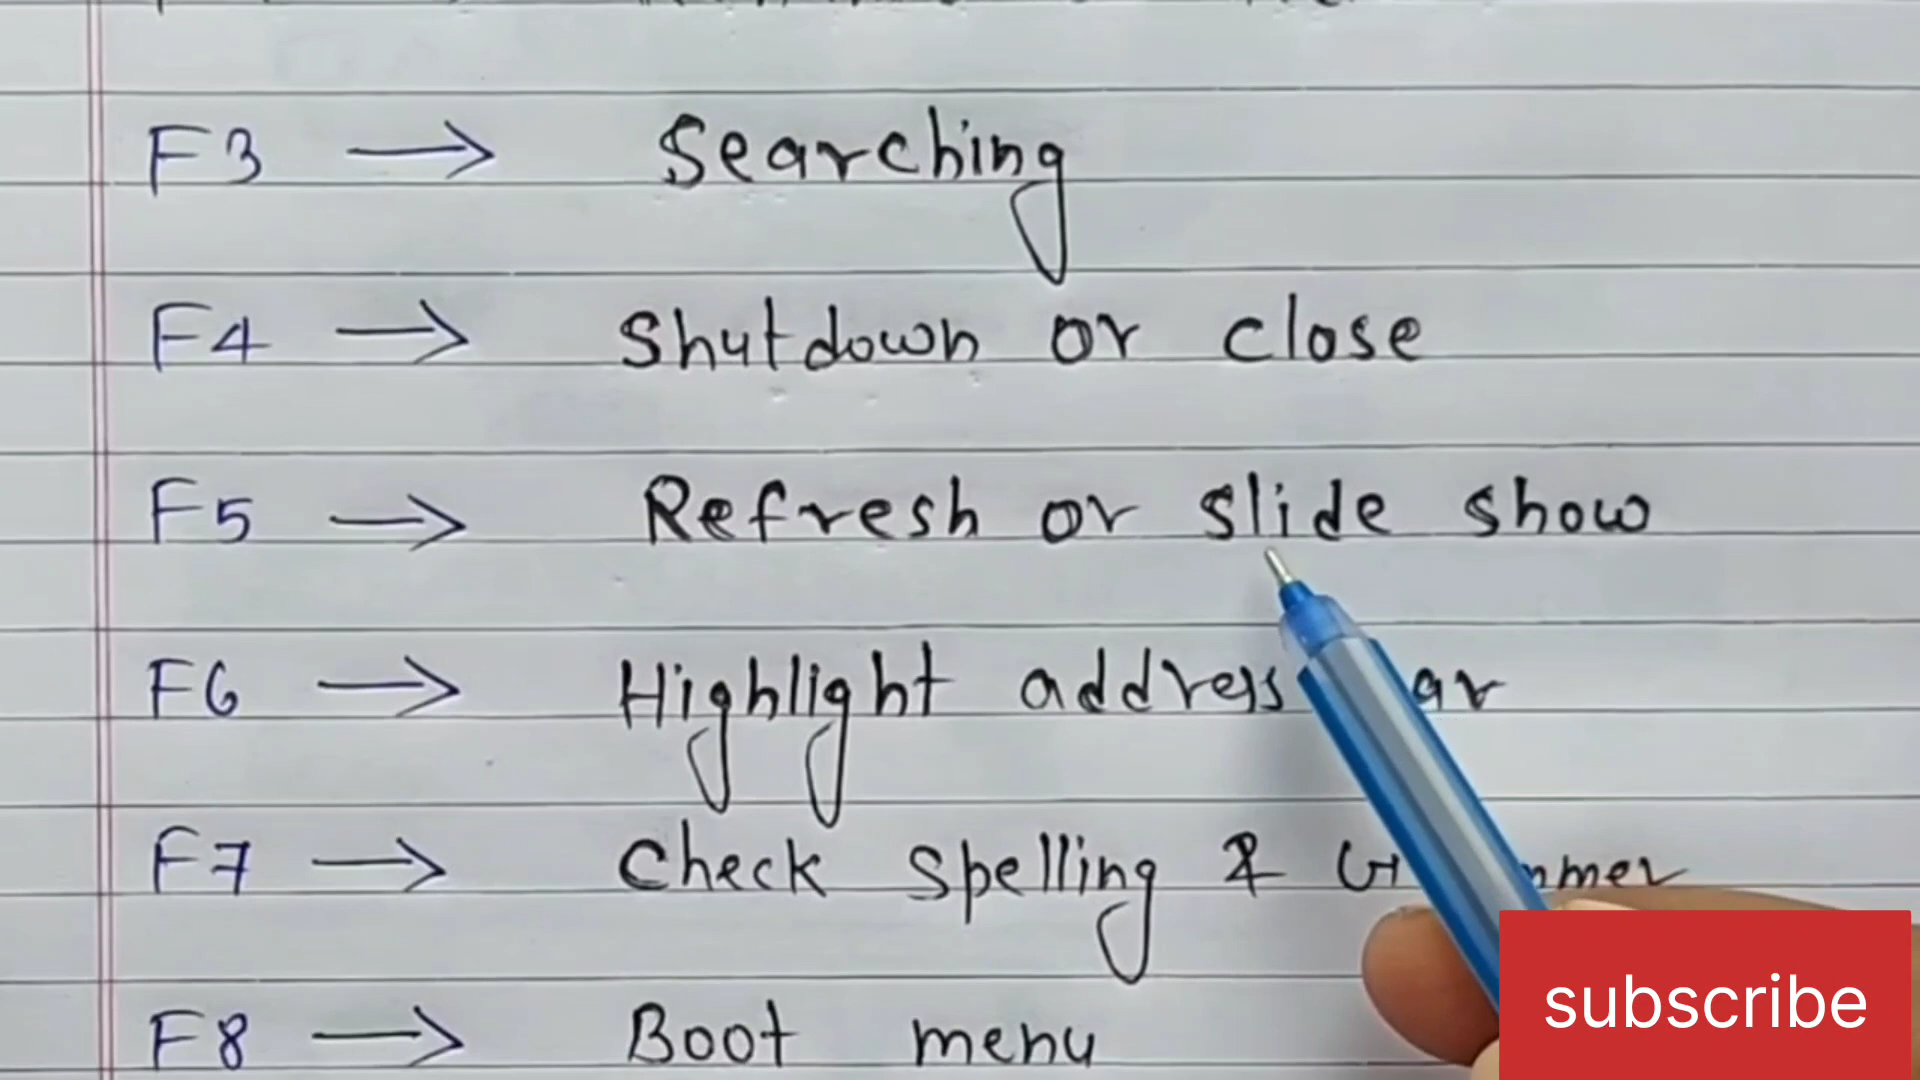 F3 → Searching
F4 → Shutdown or close
F5 → Refresh or slide show
F6 → Highlight address
F7 → Check spelling &
F8 → Boot menu
subscribe